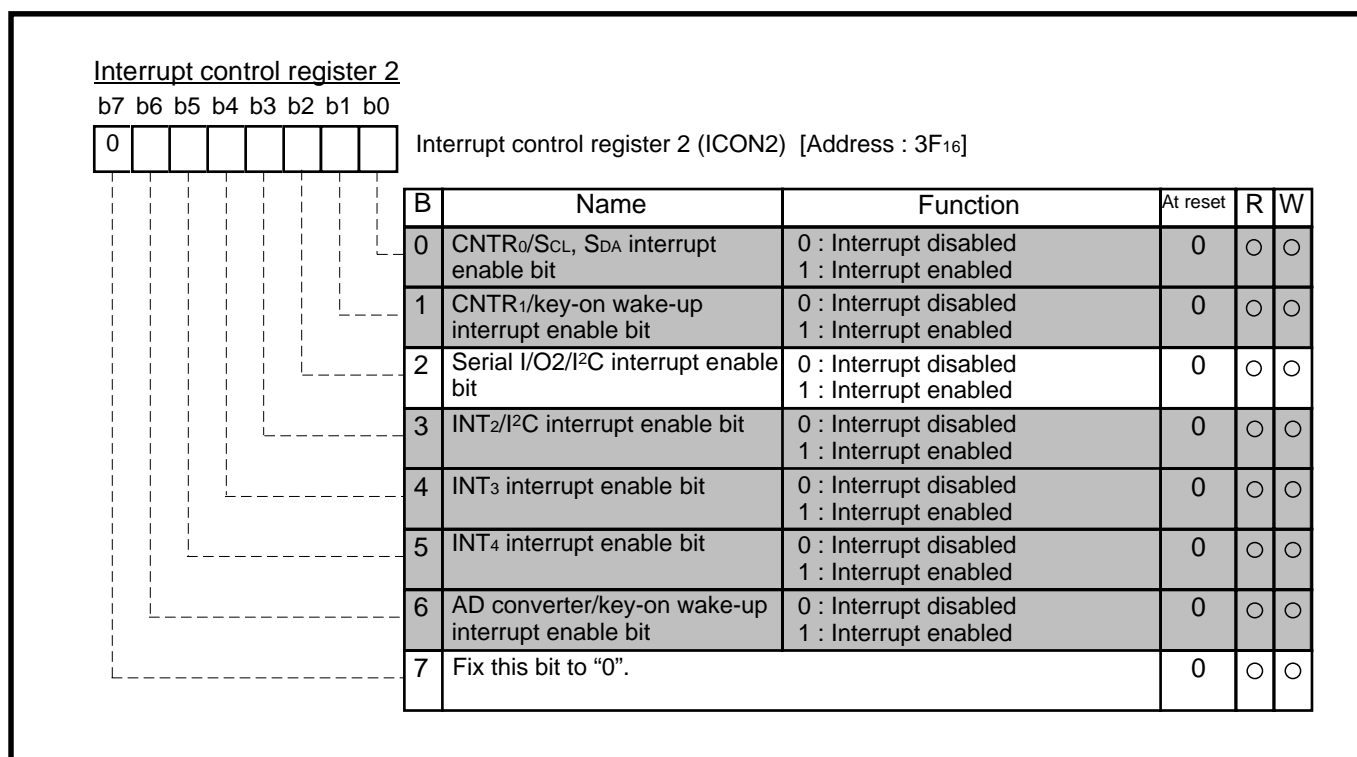 Interrupt control register 2
b7 b6 b5 b4 b3 b2 b1 b0
0
Interrupt control register 2 (ICON2) [Address : 3F₁₆]
B Name Function At reset R W
0 CNTR₀/SCL, SDA interrupt enable bit 0 : Interrupt disabled 0 ○ ○
1 : Interrupt enabled
1 CNTR₁/key-on wake-up interrupt enable bit 0 : Interrupt disabled 0 ○ ○
1 : Interrupt enabled
2 Serial I/O2/I²C interrupt enable bit 0 : Interrupt disabled 0 ○ ○
1 : Interrupt enabled
3 INT₂/I²C interrupt enable bit 0 : Interrupt disabled 0 ○ ○
1 : Interrupt enabled
4 INT₃ interrupt enable bit 0 : Interrupt disabled 0 ○ ○
1 : Interrupt enabled
5 INT₄ interrupt enable bit 0 : Interrupt disabled 0 ○ ○
1 : Interrupt enabled
6 AD converter/key-on wake-up interrupt enable bit 0 : Interrupt disabled 0 ○ ○
1 : Interrupt enabled
7 Fix this bit to “0”. 0 ○ ○